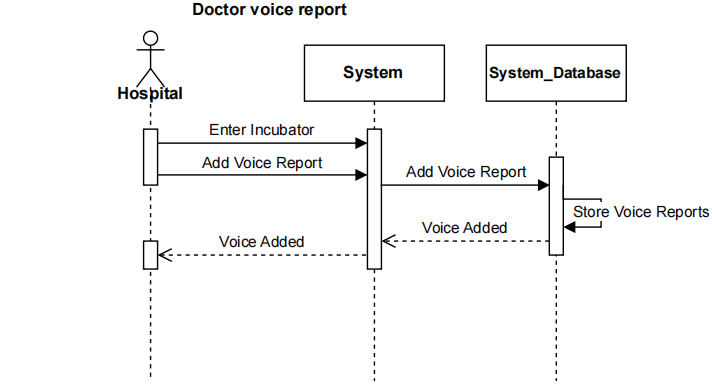 Doctor voice report
Hospital
System
System_Database
Enter Incubator
Add Voice Report
Add Voice Report
Store Voice Reports
Voice Added
Voice Added